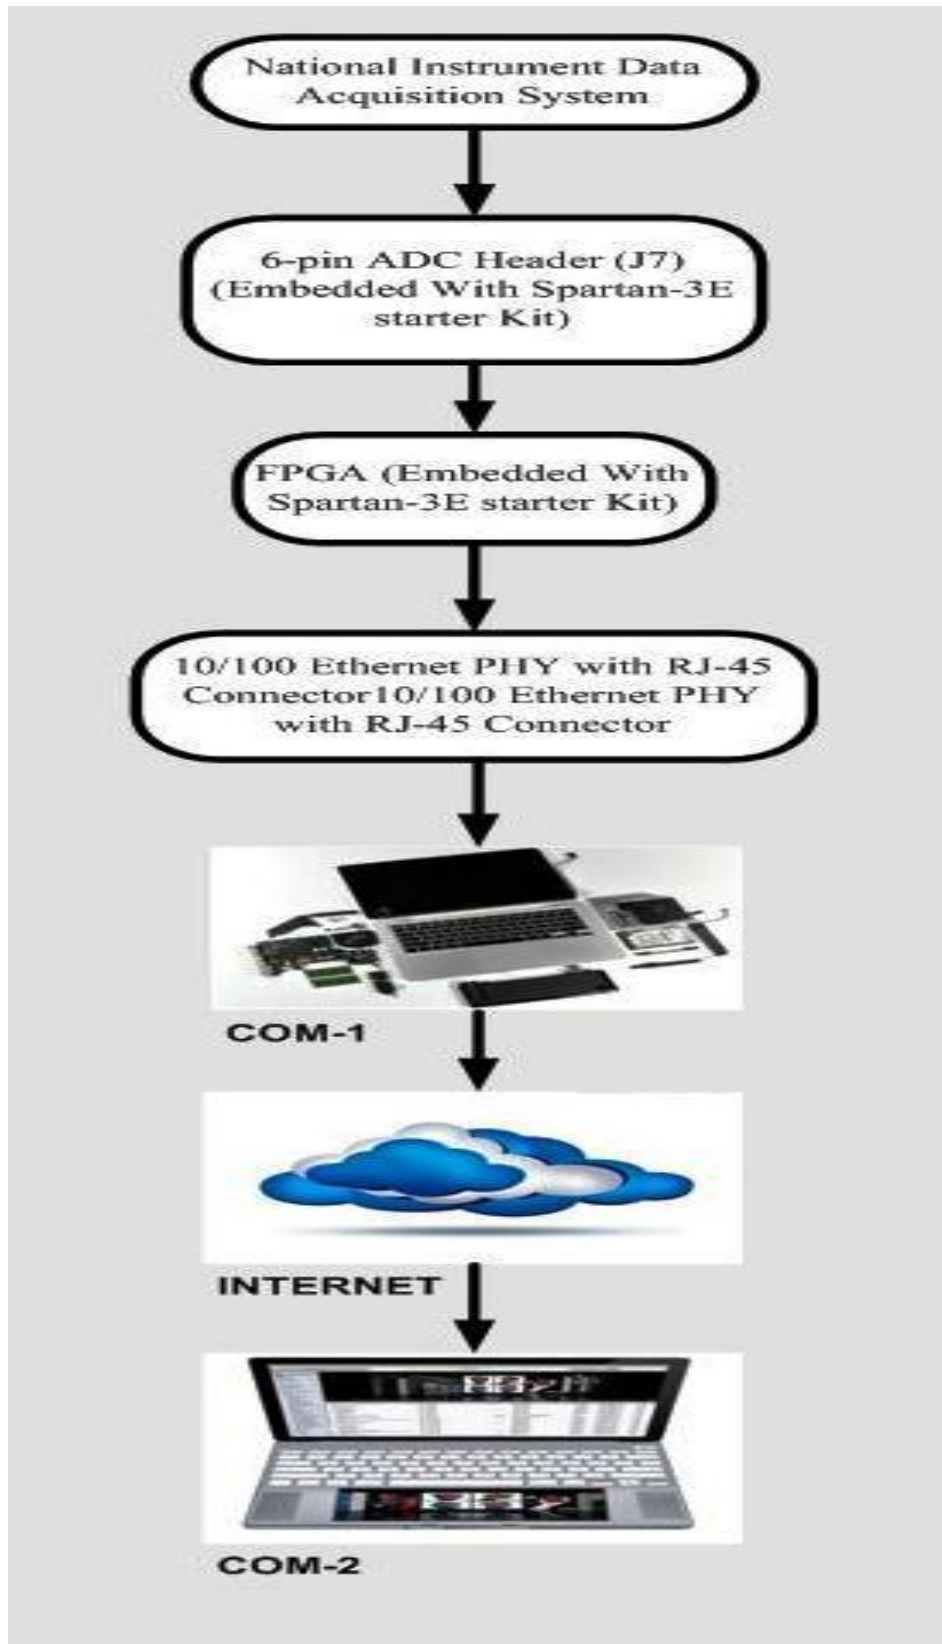 National Instrument Data
Acquisition System
6-pin ADC Header (J7)
(Embedded With Spartan-3E
starter Kit)
FPGA (Embedded With
Spartan-3E starter Kit)
10/100 Ethernet PHY with RJ-45
Connector10/100 Ethernet PHY
with RJ-45 Connector
COM-1
INTERNET
COM-2